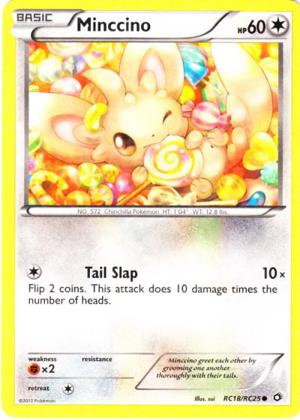 BASIC
Minccino
HP60
NO. 572 Chinchilla Pokémon HT: 1'04" WT: 12.8 lbs.
Tail Slap 10×
Flip 2 coins. This attack does 10 damage times the
number of heads.
weakness
×2
resistance
retreat
Minccino greet each other by
grooming one another
thoroughly with their tails.
Illus. sui
RC18/RC25
©2013 Pokémon